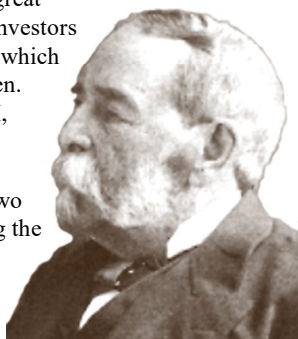 great
nvestors
which
en.
wo
g the